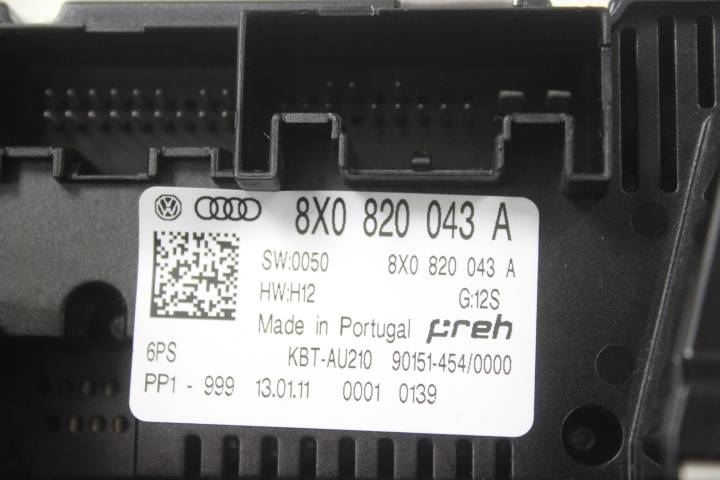 8X0 820 043 A
SW:0050 8X0 820 043 A
HW:H12 G:12S
Made in Portugal preh
6PS KBT-AU210 90151-454/0000
PP1 - 999 13.01.11 0001 0139